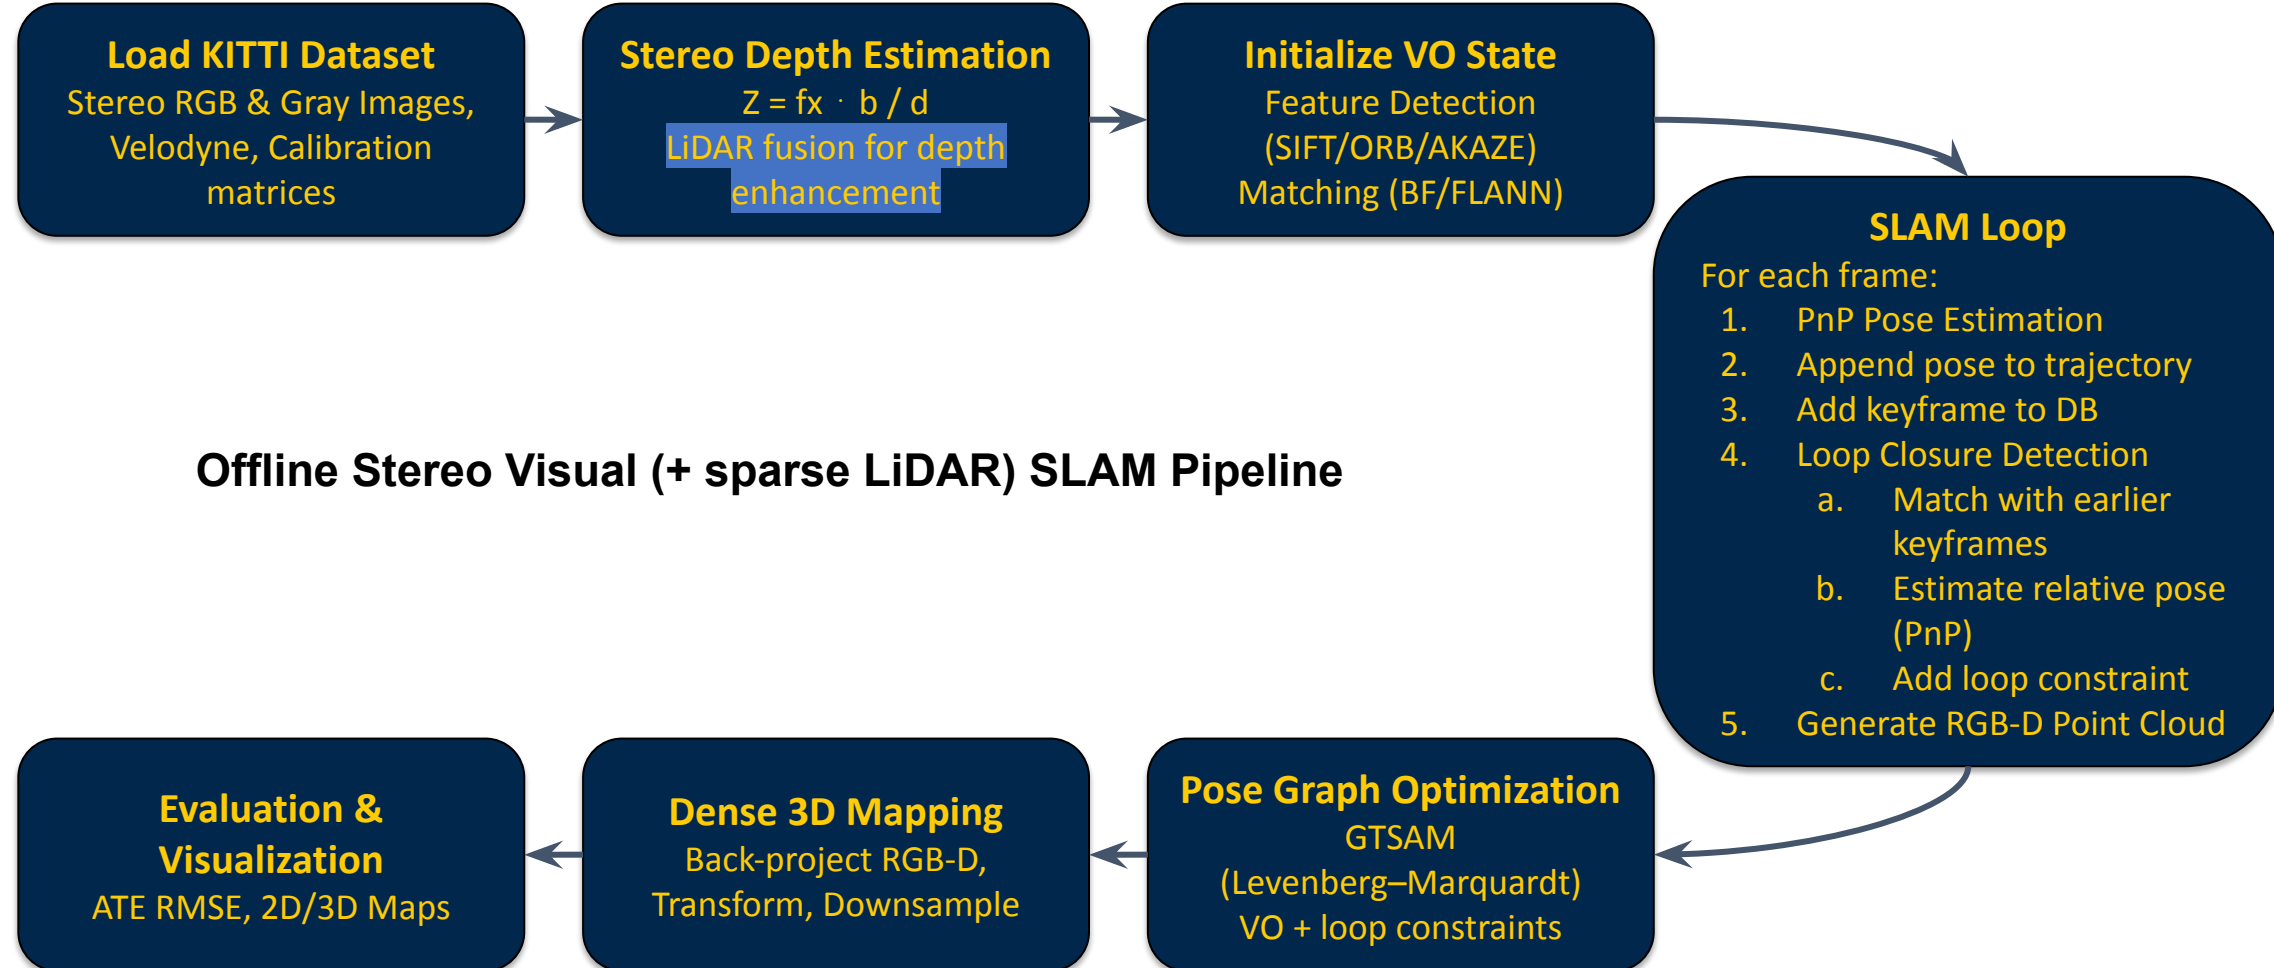 Load KITTI Dataset
Stereo RGB & Gray Images,
Velodyne, Calibration
matrices
Stereo Depth Estimation
Z = fx · b / d
LiDAR fusion for depth
enhancement
Initialize VO State
Feature Detection
(SIFT/ORB/AKAZE)
Matching (BF/FLANN)
SLAM Loop
For each frame:
1. PnP Pose Estimation
2. Append pose to trajectory
3. Add keyframe to DB
4. Loop Closure Detection
a. Match with earlier
keyframes
b. Estimate relative pose
(PnP)
c. Add loop constraint
5. Generate RGB-D Point Cloud
Offline Stereo Visual (+ sparse LiDAR) SLAM Pipeline
Pose Graph Optimization
GTSAM
(Levenberg–Marquardt)
VO + loop constraints
Dense 3D Mapping
Back-project RGB-D,
Transform, Downsample
Evaluation &
Visualization
ATE RMSE, 2D/3D Maps